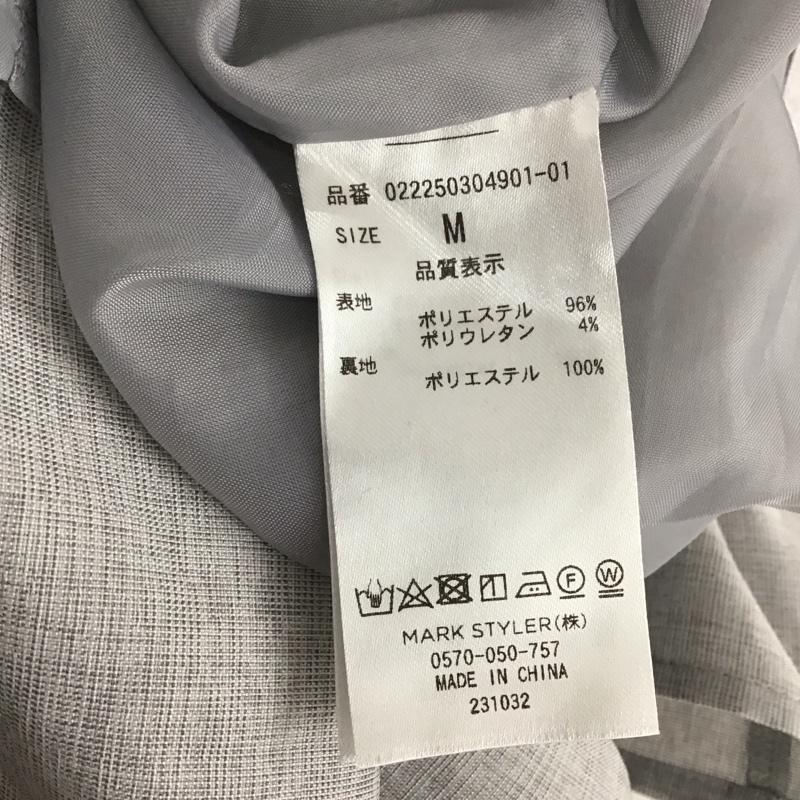 品番 022250304901-01
SIZE M
品質表示
表地 ポリエステル 96%
ポリウレタン 4%
裏地 ポリエステル 100%
F W
MARK STYLER(株)
0570-050-757
MADE IN CHINA
231032